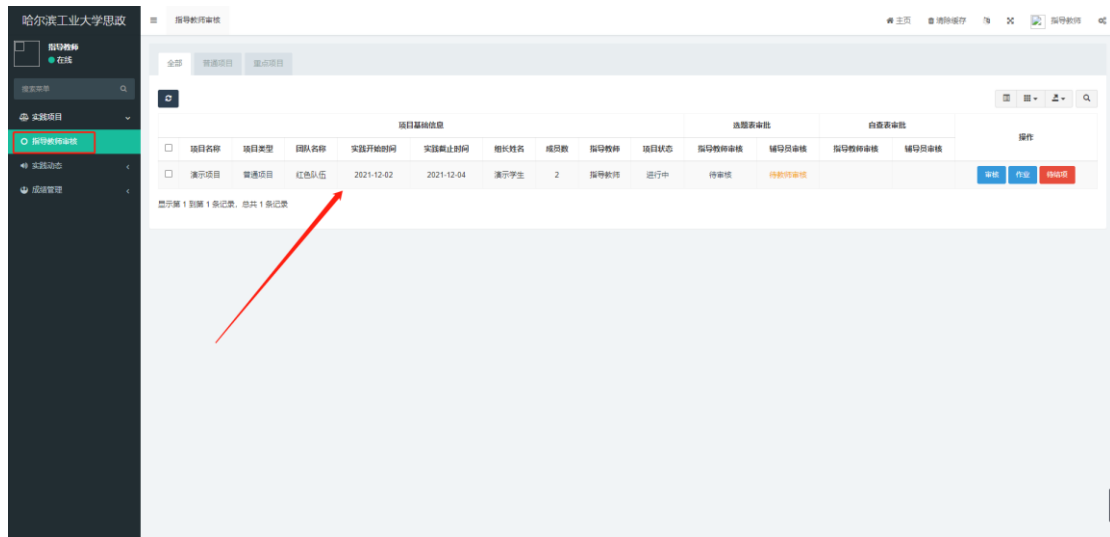 哈尔滨工业大学思政
指导教师审核
主页 清除缓存 指导教师
指导教师
在线
全部 普通项目 重点项目
搜索菜单
实践项目
指导教师审核
实践动态
成绩管理
项目基础信息 选题表审批 自查表审批 操作
项目名称 项目类型 团队名称 实践开始时间 实践截止时间 组长姓名 成员数 指导教师 项目状态 指导教师审核 辅导员审核 指导教师审核 辅导员审核
演示项目 普通项目 红色队伍 2021-12-02 2021-12-04 演示学生 2 指导教师 进行中 待审核 待教师审核 审核 作业 待结项
显示第 1 到第 1 条记录，总共 1 条记录